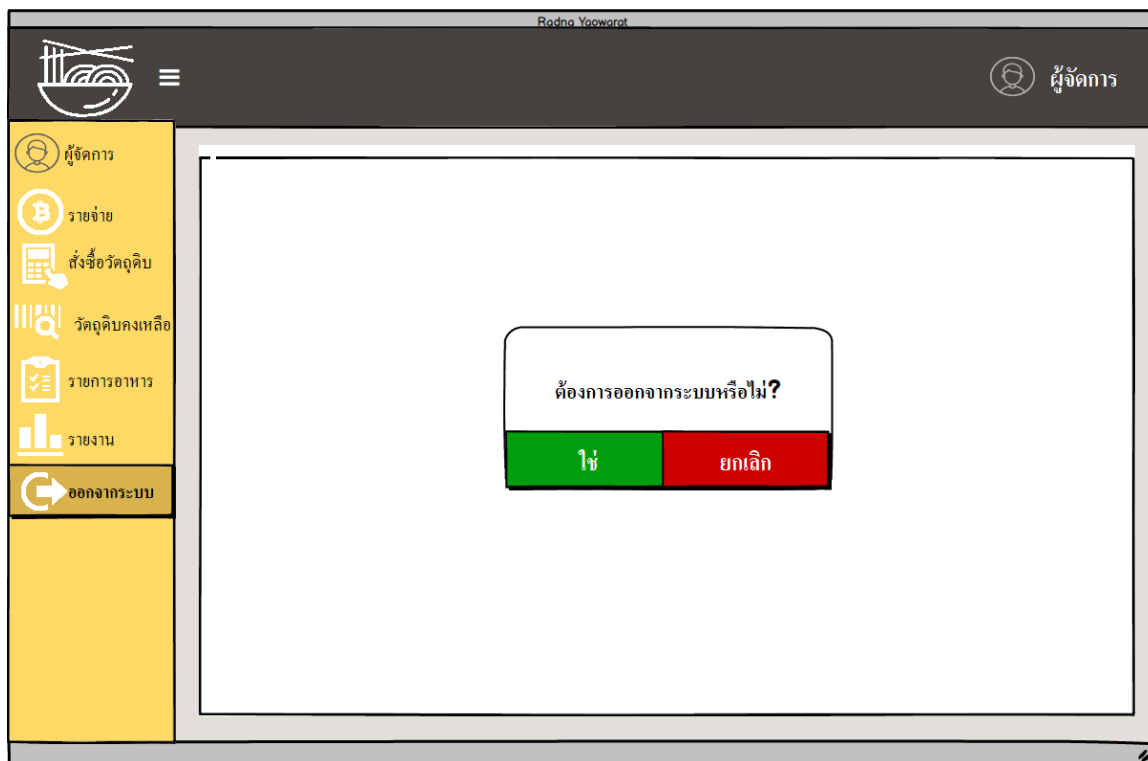 Radna Yaowarat
ผู้จัดการ
ผู้จัดการ
รายจ่าย
สั่งซื้อวัตถุดิบ
วัตถุดิบคงเหลือ
รายการอาหาร
รายงาน
ออกจากระบบ
ต้องการออกจากระบบหรือไม่?
ใช่
ยกเลิก